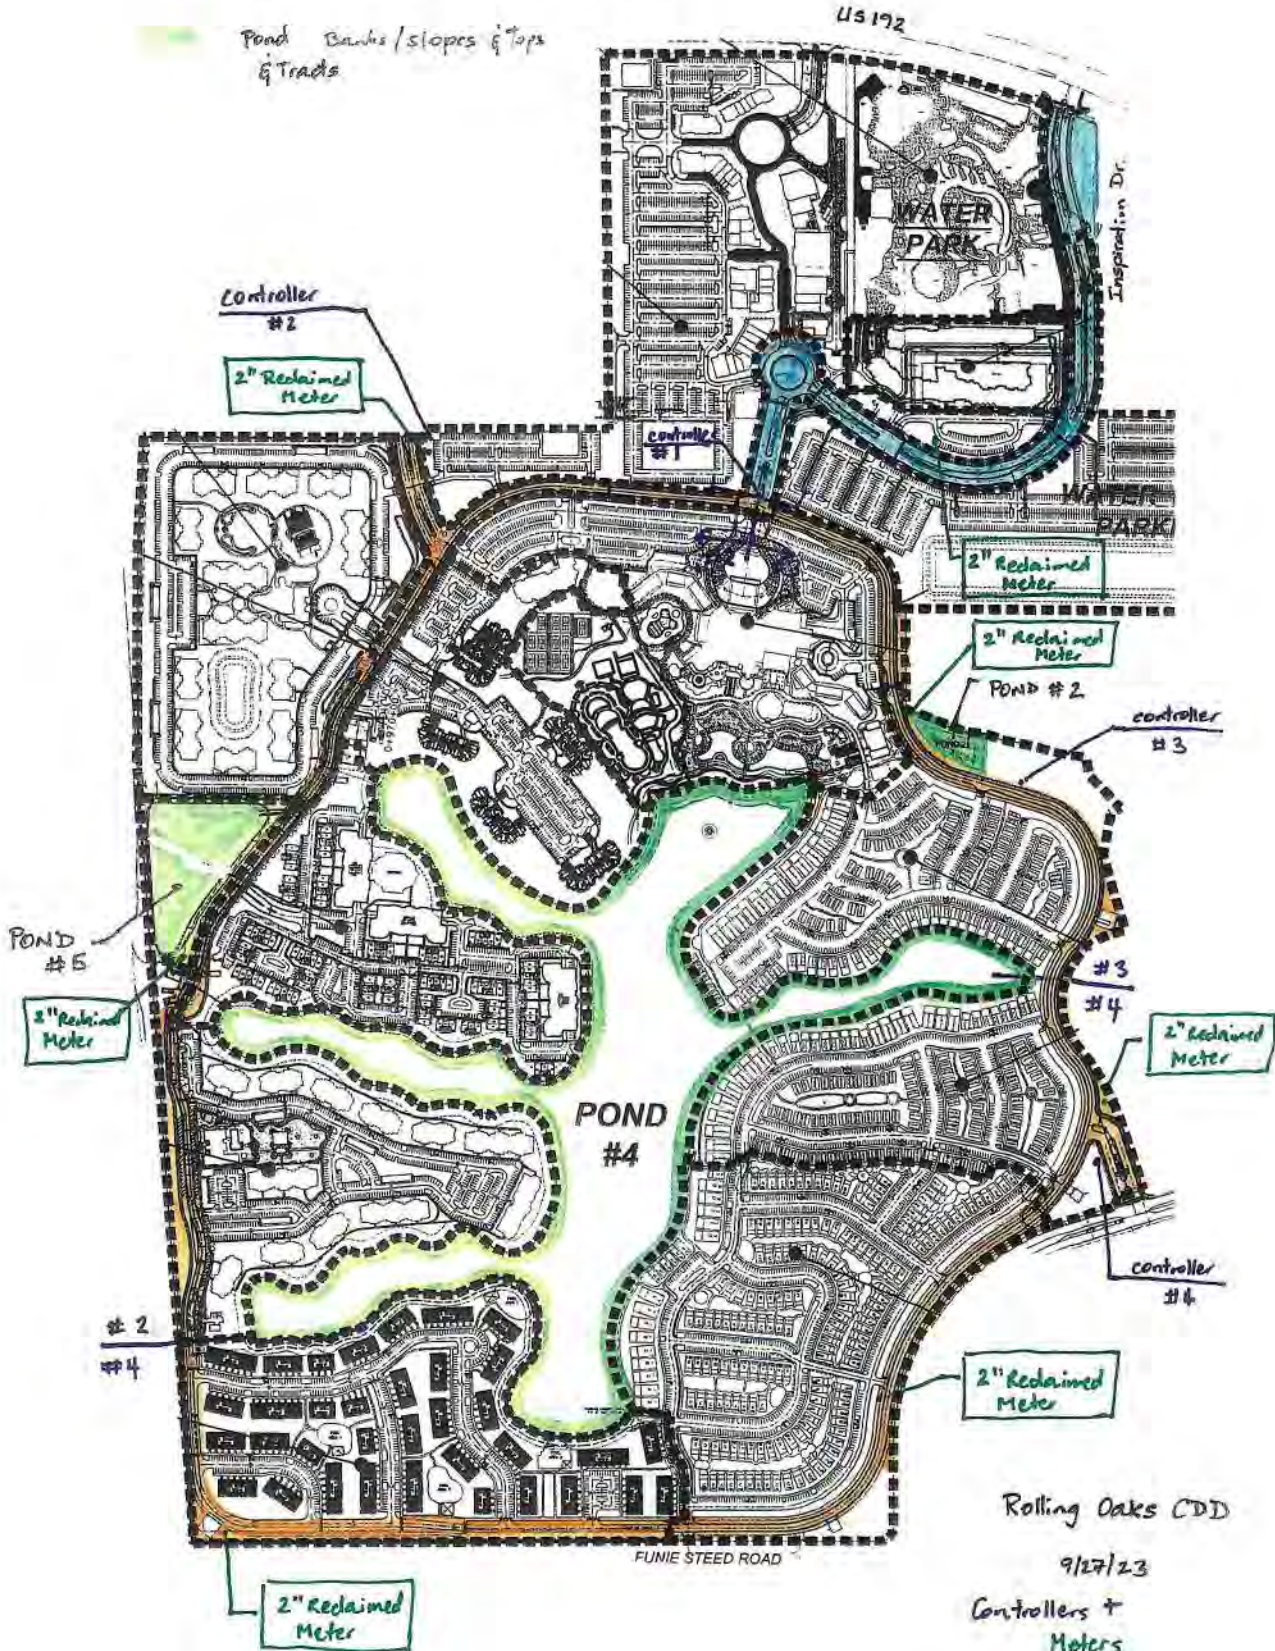 US 192
Pond Banks/slopes & Tops
& Tracts
WATER
PARK
Inspiration Dr.
Controller
#2
2" Reclaimed
Meter
controller
#1
WATER
PARKI
2" Reclaimed
Meter
2" Reclaimed
Meter
POND #2
controller
#3
POND
#5
2" Reclaimed
Meter
#3
#4
2" Reclaimed
Meter
POND
#4
controller
#4
#2
#4
2" Reclaimed
Meter
Rolling Oaks CDD
FUNIE STEED ROAD
9/27/23
Controllers +
Meters
2" Reclaimed
Meter